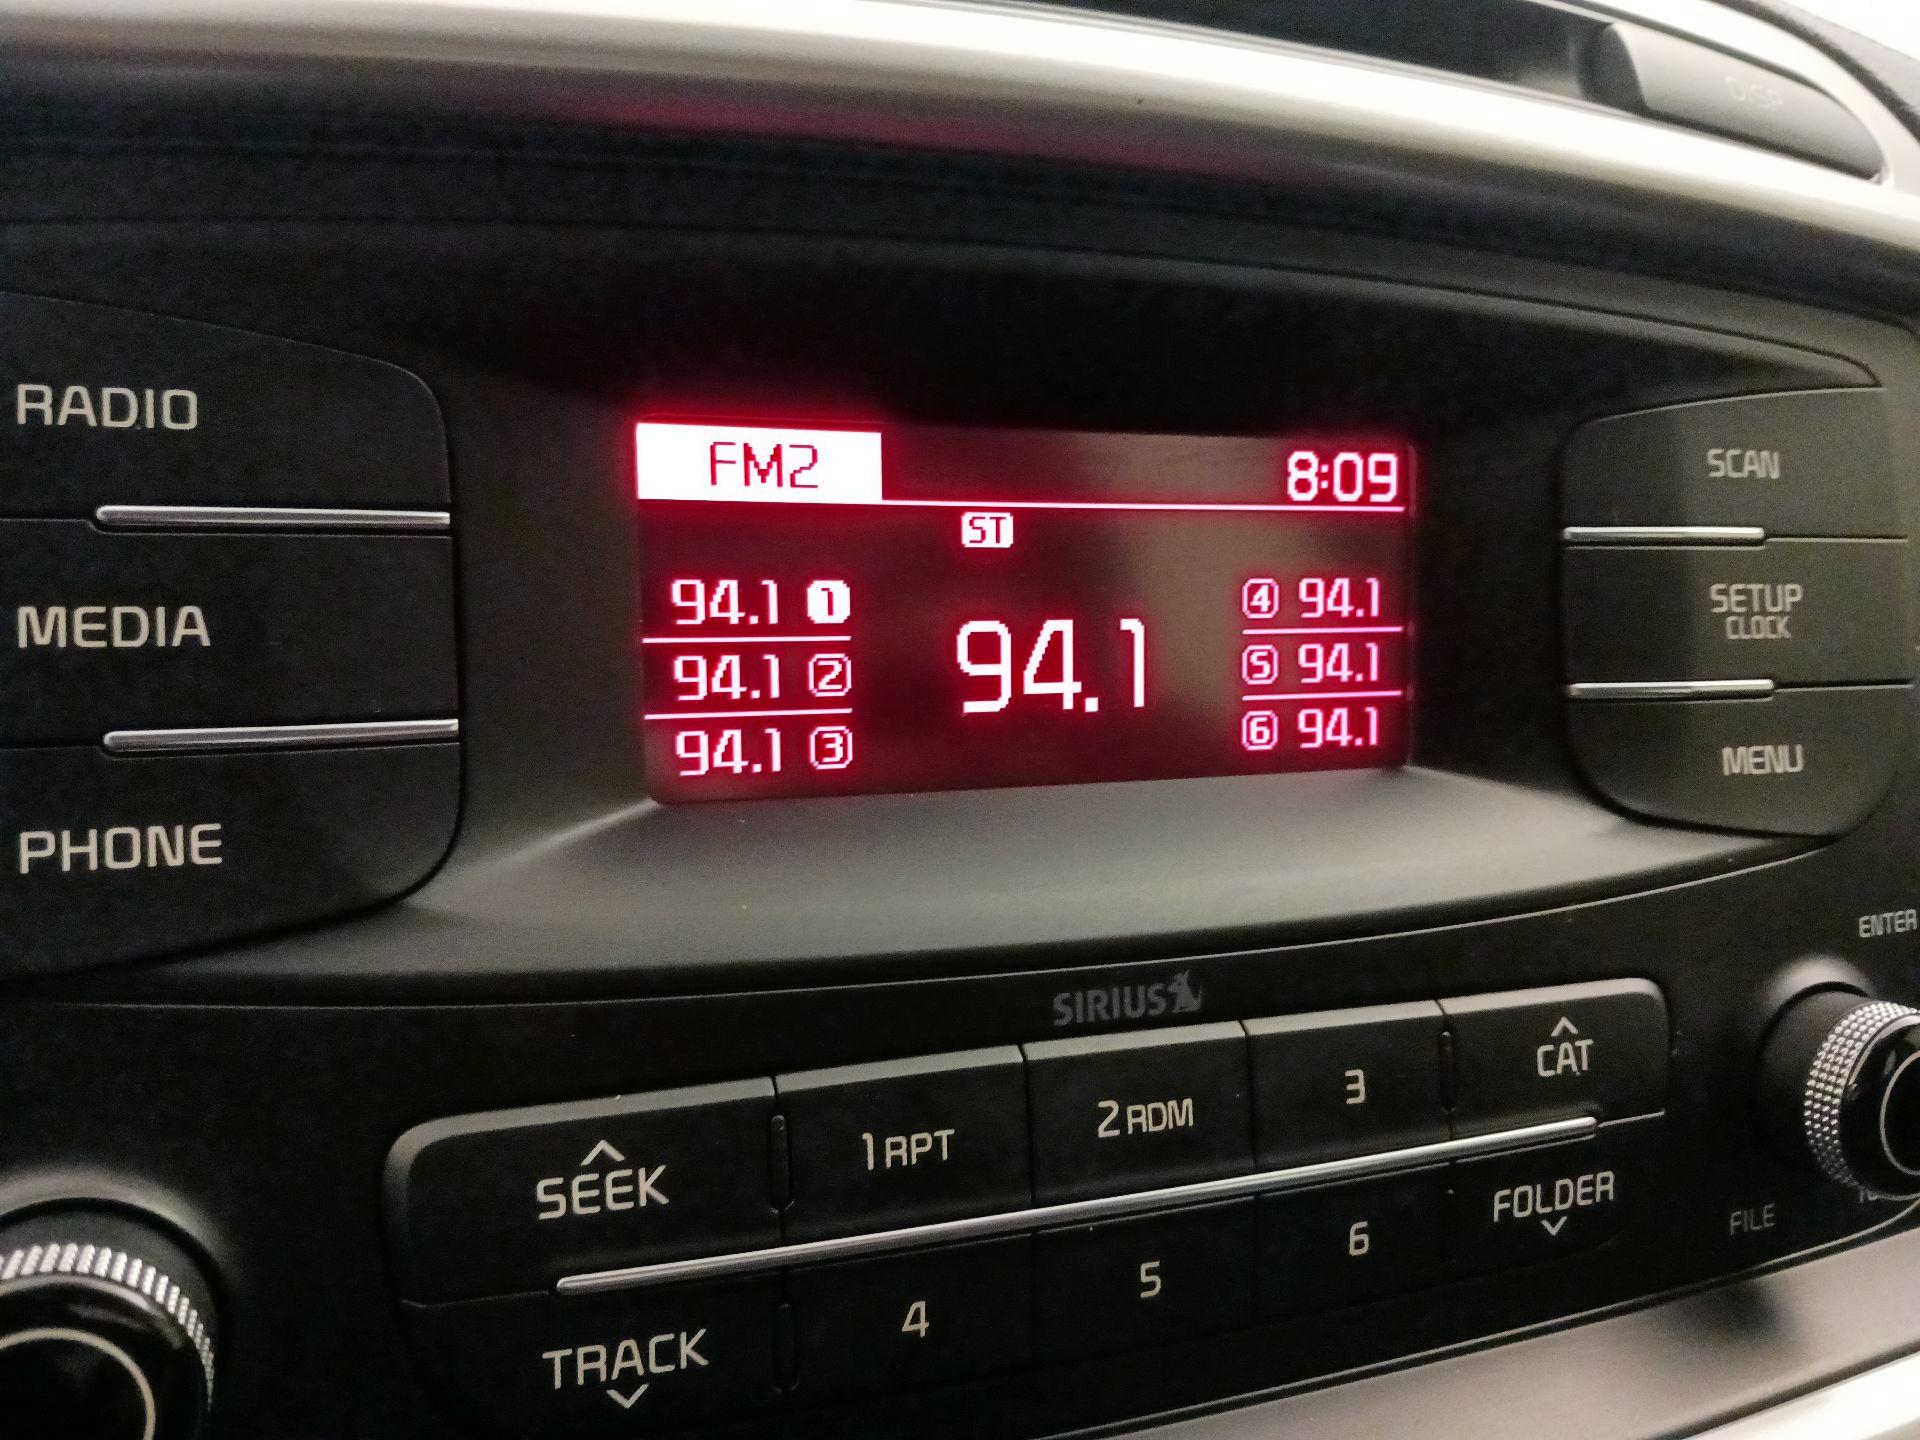 DISP
RADIO
MEDIA
PHONE
FM2
8:09
ST
94.1 1
94.1 2
94.1 3
94.1
4 94.1
5 94.1
6 94.1
SCAN
SETUP
CLOCK
MENU
ENTER
SIRIUS
SEEK
1 RPT
2 RDM
3
CAT
TRACK
4
5
6
FOLDER
FILE